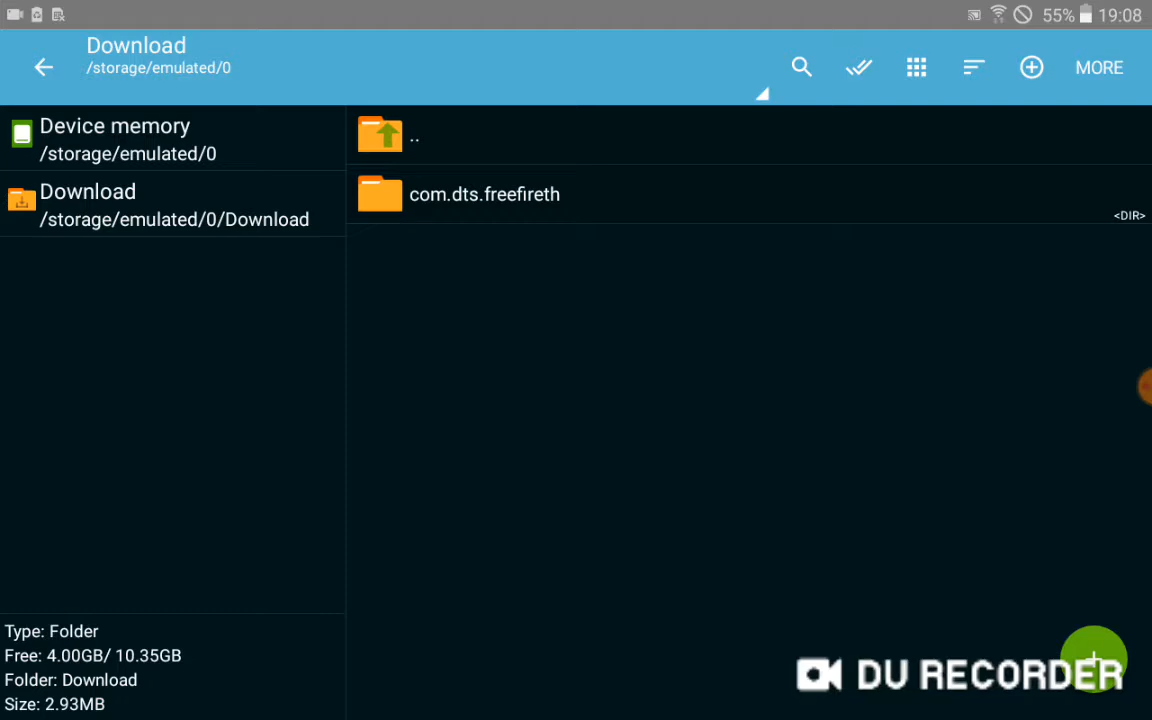 55% 19:08
Download
/storage/emulated/0
MORE
Device memory
/storage/emulated/0
Download
/storage/emulated/0/Download
..
com.dts.freefireth
<DIR>
Type: Folder
Free: 4.00GB/ 10.35GB
Folder: Download
Size: 2.93MB
DU RECORDER